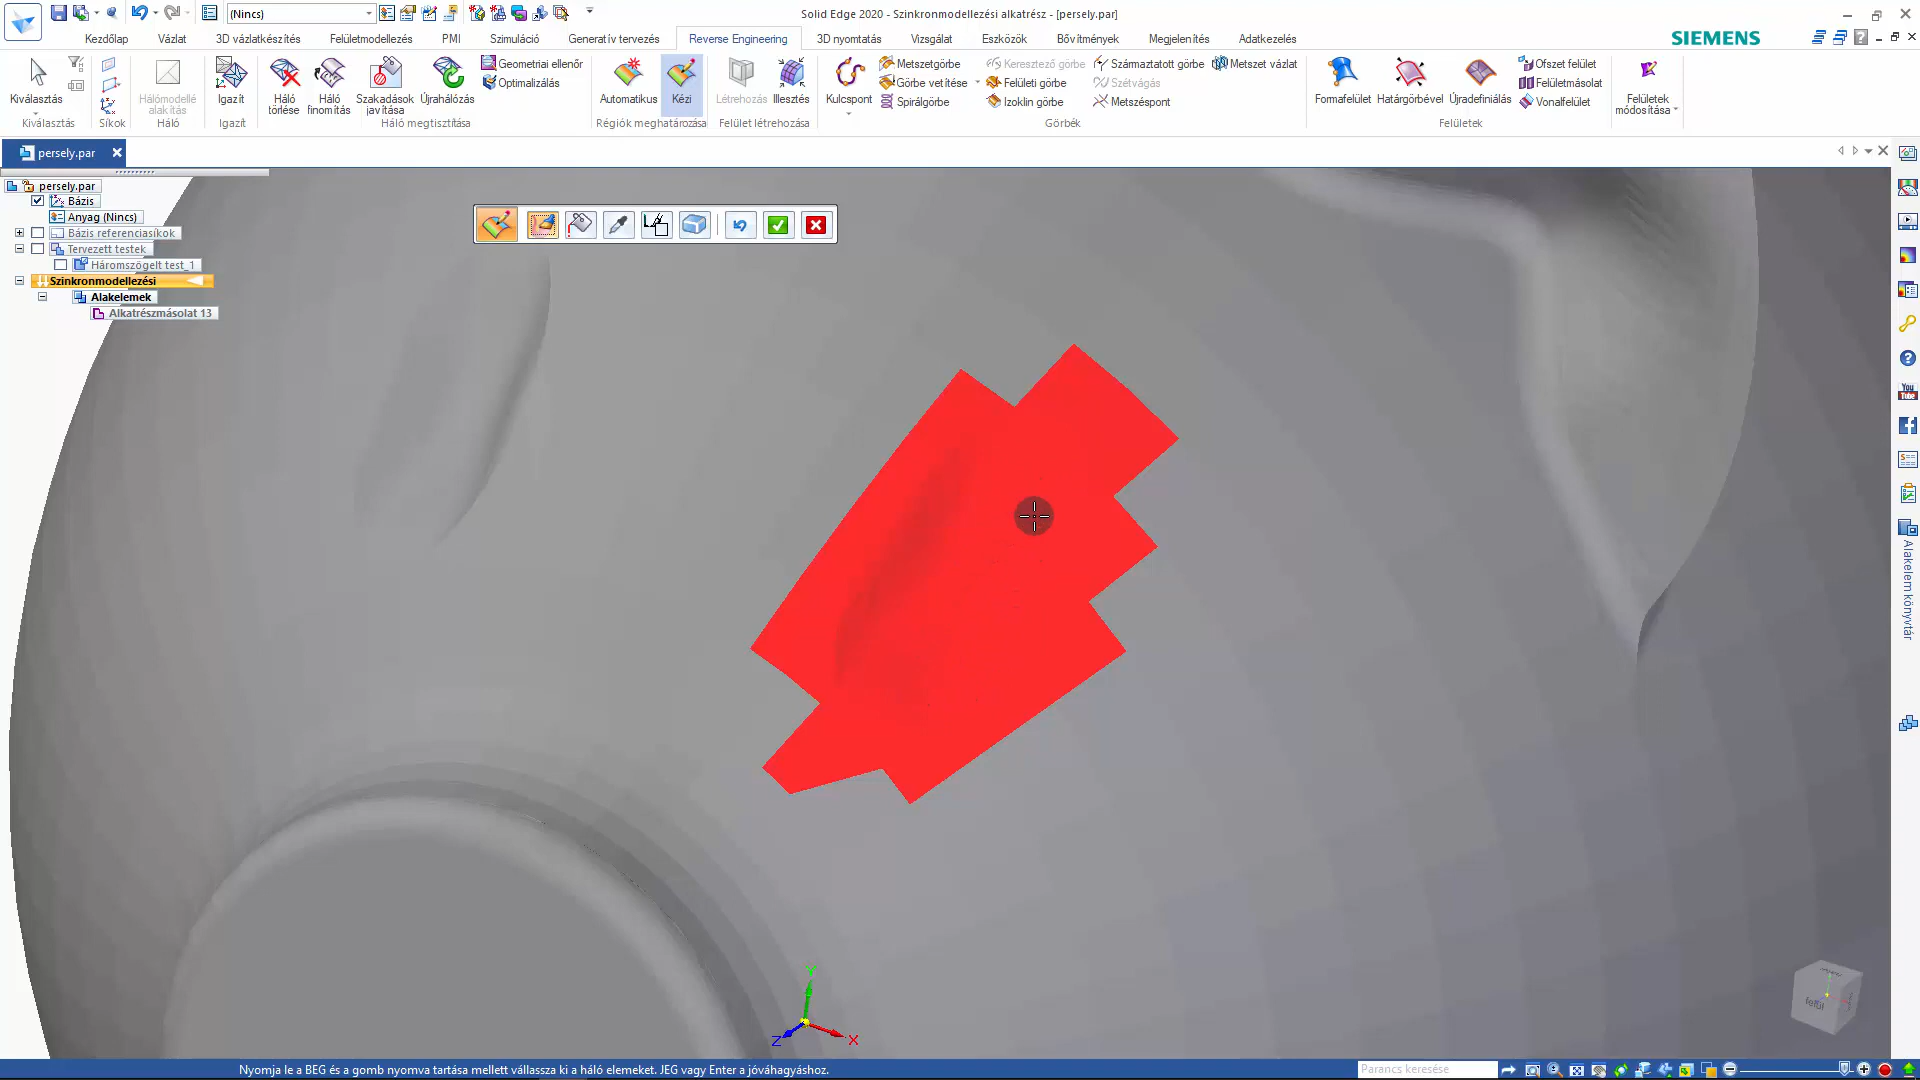 (Nincs)
Solid Edge 2020 - Szinkronmodellezési alkatrész - [persely.par]
Kezdőlap Vázlat 3D vázlatkészítés Felületmodellezés PMI Szimuláció Generatív tervezés Reverse Engineering 3D nyomtatás Vizsgálat Eszközök Bővítmények Megjelenítés Adatkezelés
SIEMENS
Kiválasztás
Kiválasztás
Síkok
Hálómodellé
alakítás
Háló
Igazít
Igazít
Háló
törlése
Háló
finomítás
Szakadások
javítása
Újrahálózás
Geometriai ellenőr
Optimalizálás
Háló megtisztítása
Automatikus
Kézi
Régiók meghatározása
Létrehozás
Illesztés
Felület létrehozása
Kulcspont
Metszetgörbe
Görbe vetítése
Spirálgörbe
Keresztező görbe
Felületi görbe
Izoklin görbe
Származtatott görbe
Szétvágás
Metszéspont
Metszet vázlat
Görbék
Formafelület
Határgörbével
Újradefiniálás
Ofszet felület
Felületmásolat
Vonalfelület
Felületek
Felületek
módosítása
persely.par
persely.par
Bázis
Anyag (Nincs)
Bázis referenciasíkok
Tervezett testek
Háromszögelt test_1
Szinkronmodellezési
Alakelemek
Alkatrészmásolat 13
You
Tube
Alakelem könyvtár
Y
Z
X
felül
Nyomja le a BEG és a gomb nyomva tartása mellett vállassza ki a háló elemeket. JEG vagy Enter a jóváhagyáshoz.
Parancs keresése